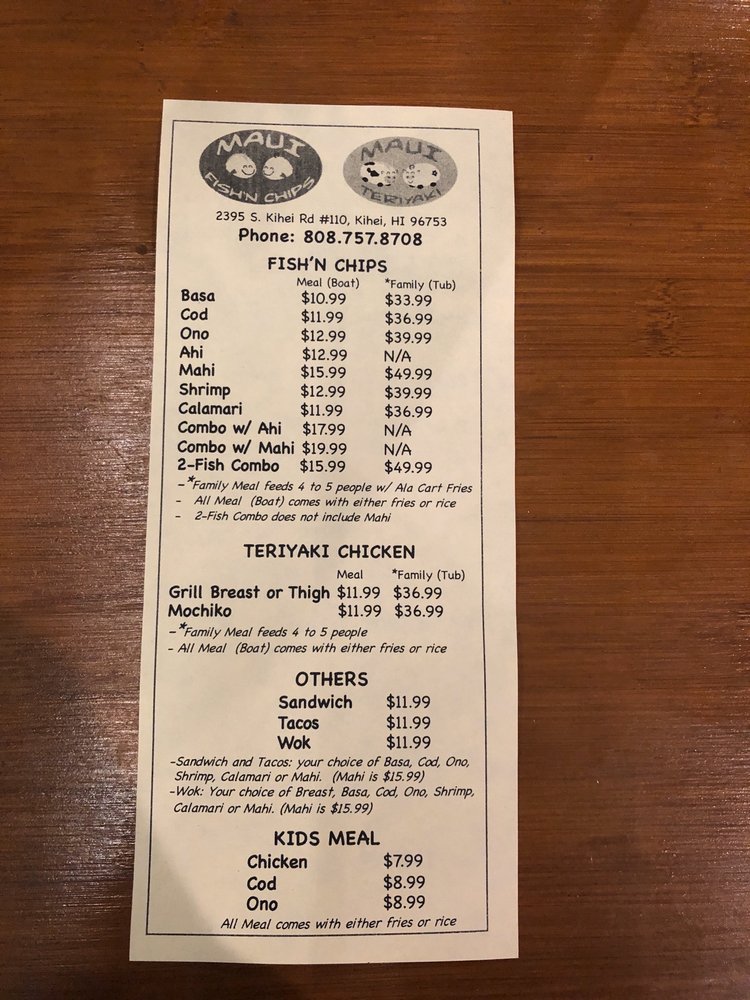 MAUI
FISH'N CHIPS
MAUI
TERIYAKI
2395 S. Kihei Rd #110, Kihei, HI 96753
Phone: 808.757.8708
FISH'N CHIPS
Meal (Boat) *Family (Tub)
Basa $10.99 $33.99
Cod $11.99 $36.99
Ono $12.99 $39.99
Ahi $12.99 N/A
Mahi $15.99 $49.99
Shrimp $12.99 $39.99
Calamari $11.99 $36.99
Combo w/ Ahi $17.99 N/A
Combo w/ Mahi $19.99 N/A
2-Fish Combo $15.99 $49.99
-*Family Meal feeds 4 to 5 people w/ Ala Cart Fries
- All Meal (Boat) comes with either fries or rice
- 2-Fish Combo does not include Mahi
TERIYAKI CHICKEN
Meal *Family (Tub)
Grill Breast or Thigh $11.99 $36.99
Mochiko $11.99 $36.99
-*Family Meal feeds 4 to 5 people
- All Meal (Boat) comes with either fries or rice
OTHERS
Sandwich $11.99
Tacos $11.99
Wok $11.99
-Sandwich and Tacos: your choice of Basa, Cod, Ono,
Shrimp, Calamari or Mahi. (Mahi is $15.99)
-Wok: Your choice of Breast, Basa, Cod, Ono, Shrimp,
Calamari or Mahi. (Mahi is $15.99)
KIDS MEAL
Chicken $7.99
Cod $8.99
Ono $8.99
All Meal comes with either fries or rice